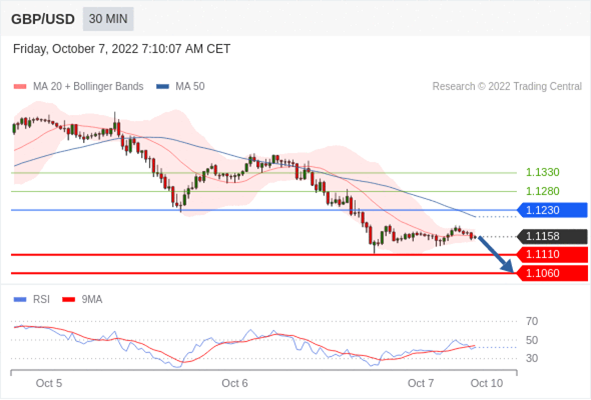 GBP/USD 30 MIN
Friday, October 7, 2022 7:10:07 AM CET
MA 20 + Bollinger Bands MA 50 Research © 2022 Trading Central
1.1330
1.1280
1.1230
1.1158
1.1110
1.1060
RSI 9MA
70
50
30
Oct 5 Oct 6 Oct 7 Oct 10